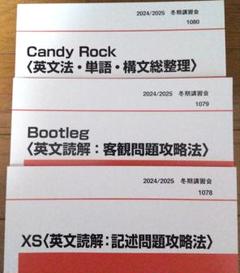 2024/2025 冬期講習会
1080
Candy Rock
〈英文法・単語・構文総整理〉
2024/2025 冬期講習会
1079
Bootleg
〈英文読解：客観問題攻略法〉
2024/2025 冬期講習会
1078
XS〈英文読解：記述問題攻略法〉